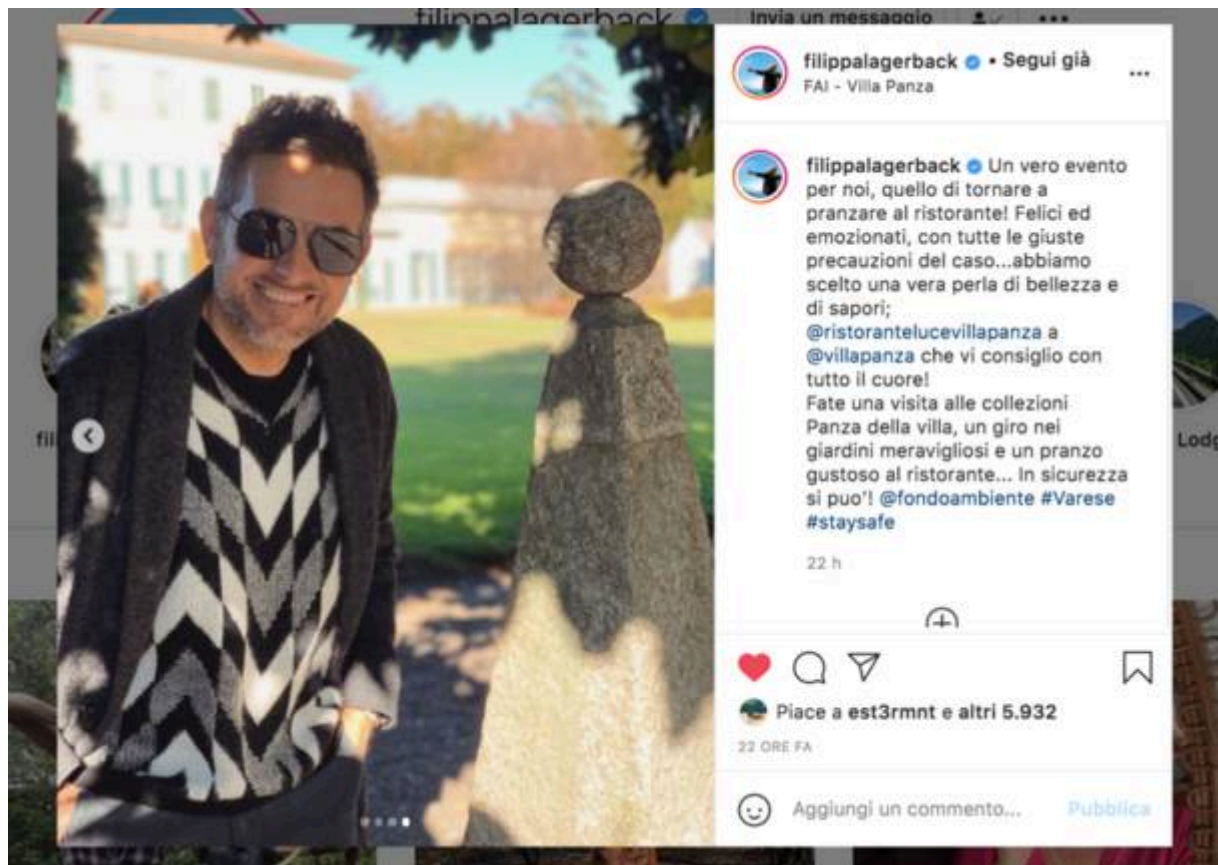 filippalagerback
Invia un messaggio
filippalagerback • Segui già
FAI - Villa Panza
filippalagerback Un vero evento
per noi, quello di tornare a
pranzare al ristorante! Felici ed
emozionati, con tutte le giuste
precauzioni del caso...abbiamo
scelto una vera perla di bellezza e
di sapori;
@ristorantelucevillapanza a
@villapanza che vi consiglio con
tutto il cuore!
Fate una visita alle collezioni
Panza della villa, un giro nei
giardini meravigliosi e un pranzo
gustoso al ristorante... In sicurezza
si puo'! @fondoambiente #Varese
#staysafe
22 h
Piace a est3rmnt e altri 5.932
22 ORE FA
Aggiungi un commento...
Pubblica